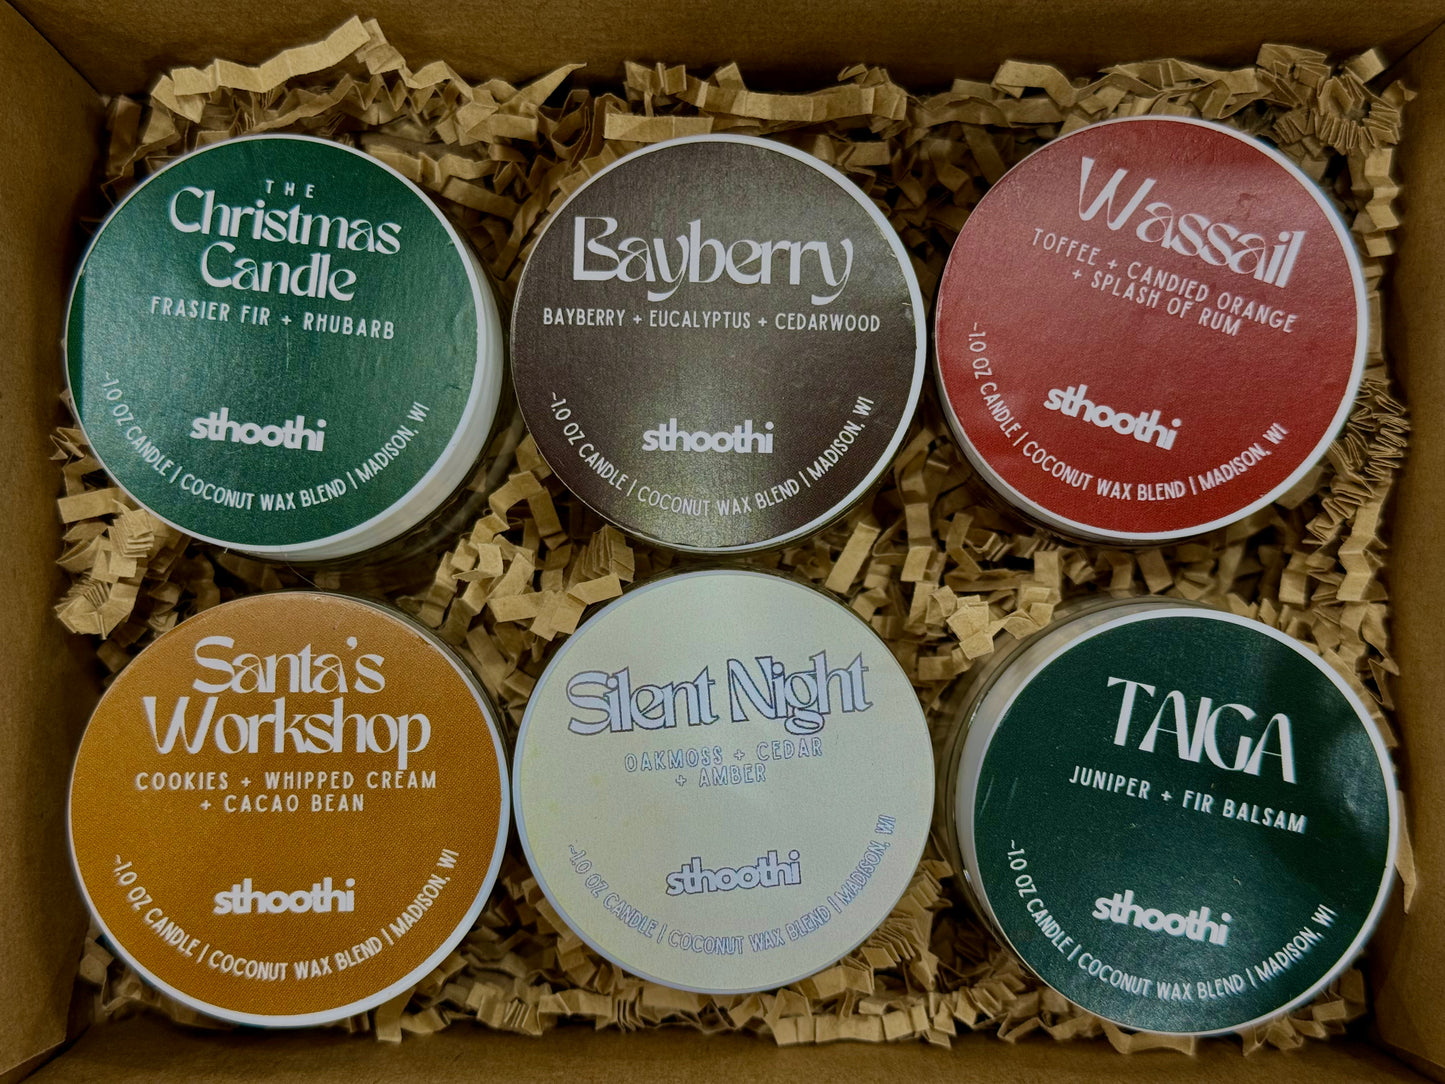 THE
Christmas
Candle
FRASIER FIR + RHUBARB
sthoothi
~1.0 OZ CANDLE | COCONUT WAX BLEND | MADISON, WI
Bayberry
BAYBERRY + EUCALYPTUS + CEDARWOOD
sthoothi
~1.0 OZ CANDLE | COCONUT WAX BLEND | MADISON, WI
Wassail
TOFFEE + CANDIED ORANGE
+ SPLASH OF RUM
sthoothi
~1.0 OZ CANDLE | COCONUT WAX BLEND | MADISON, WI
Santa's
Workshop
COOKIES + WHIPPED CREAM
+ CACAO BEAN
sthoothi
~1.0 OZ CANDLE | COCONUT WAX BLEND | MADISON, WI
Silent Night
OAKMOSS + CEDAR
+ AMBER
sthoothi
~1.0 OZ CANDLE | COCONUT WAX BLEND | MADISON, WI
TAIGA
JUNIPER + FIR BALSAM
sthoothi
~1.0 OZ CANDLE | COCONUT WAX BLEND | MADISON, WI